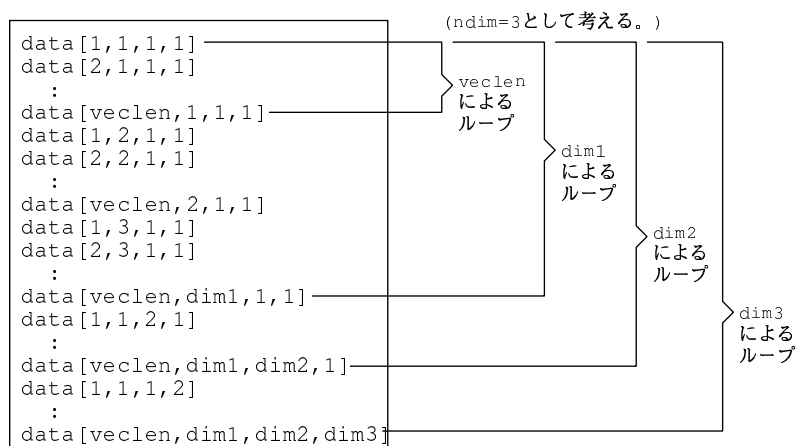 (ndim=3として考える。)
data[1,1,1,1]
data[2,1,1,1]
:
data[veclen,1,1,1]
data[1,2,1,1]
data[2,2,1,1]
:
data[veclen,2,1,1]
data[1,3,1,1]
data[2,3,1,1]
:
data[veclen,dim1,1,1]
data[1,1,2,1]
:
data[veclen,dim1,dim2,1]
data[1,1,1,2]
:
data[veclen,dim1,dim2,dim3]
veclen
による
ループ
dim1
による
ループ
dim2
による
ループ
dim3
による
ループ